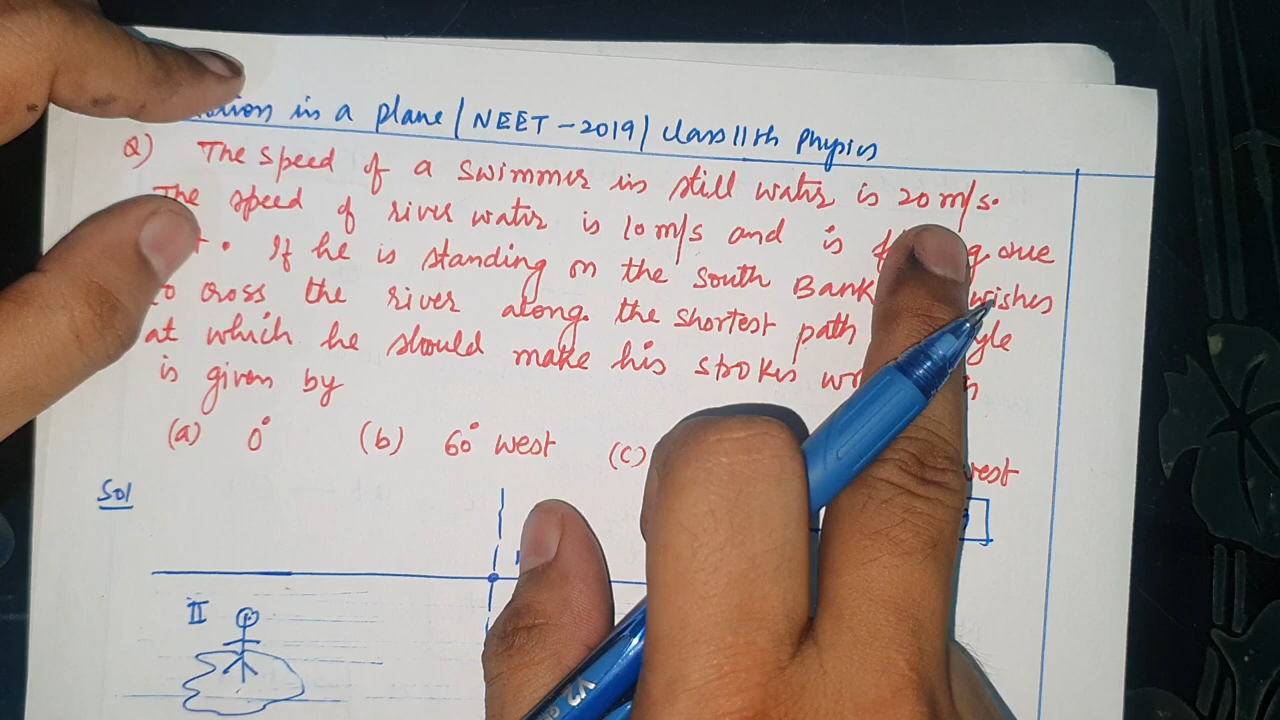 in a plane / NEET - 2019 / class 11th Physics
Q) The speed of a swimmer in still water is 20 m/s.
The speed of river water is 10 m/s and is due
If he is standing on the south Bank wishes
to cross the river along the shortest path
at which he should make his strokes
is given by
(a) 0° (b) 60° west (c) west
Sol
II